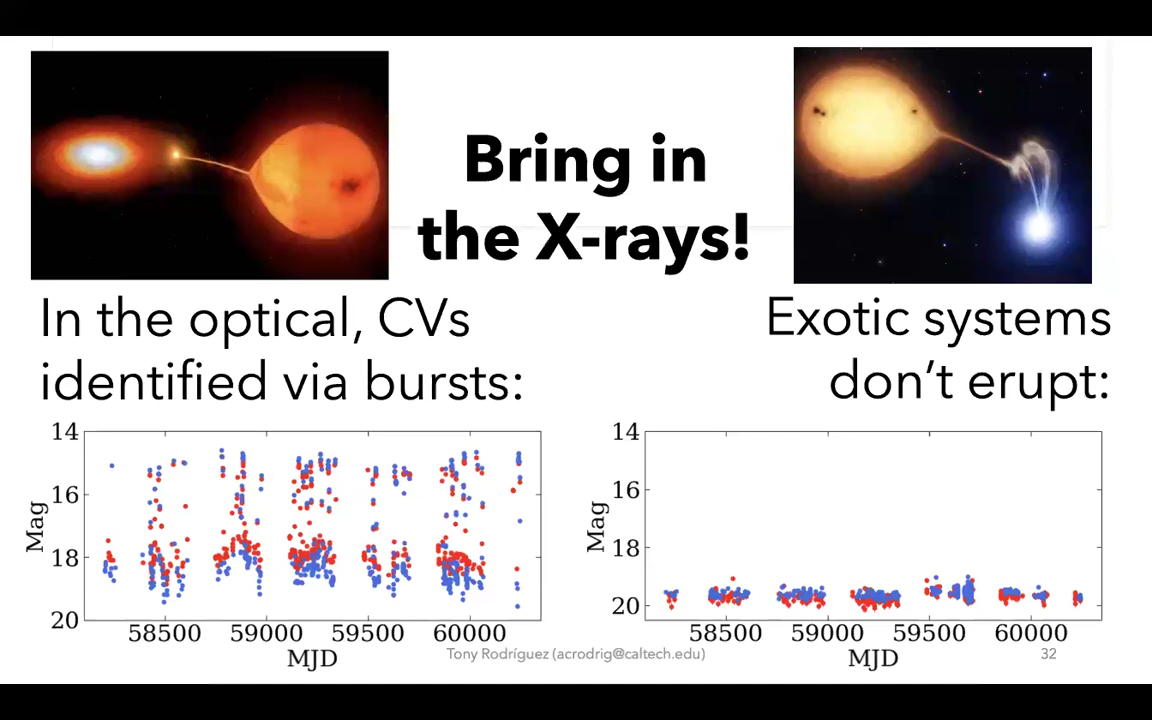 Bring in
the X-rays!
In the optical, CVs
identified via bursts:
Exotic systems
don’t erupt:
14
16
18
20
Mag
58500 59000 59500 60000
MJD
14
16
18
20
Mag
58500 59000 59500 60000
MJD
Tony Rodríguez (acrodrig@caltech.edu)
32